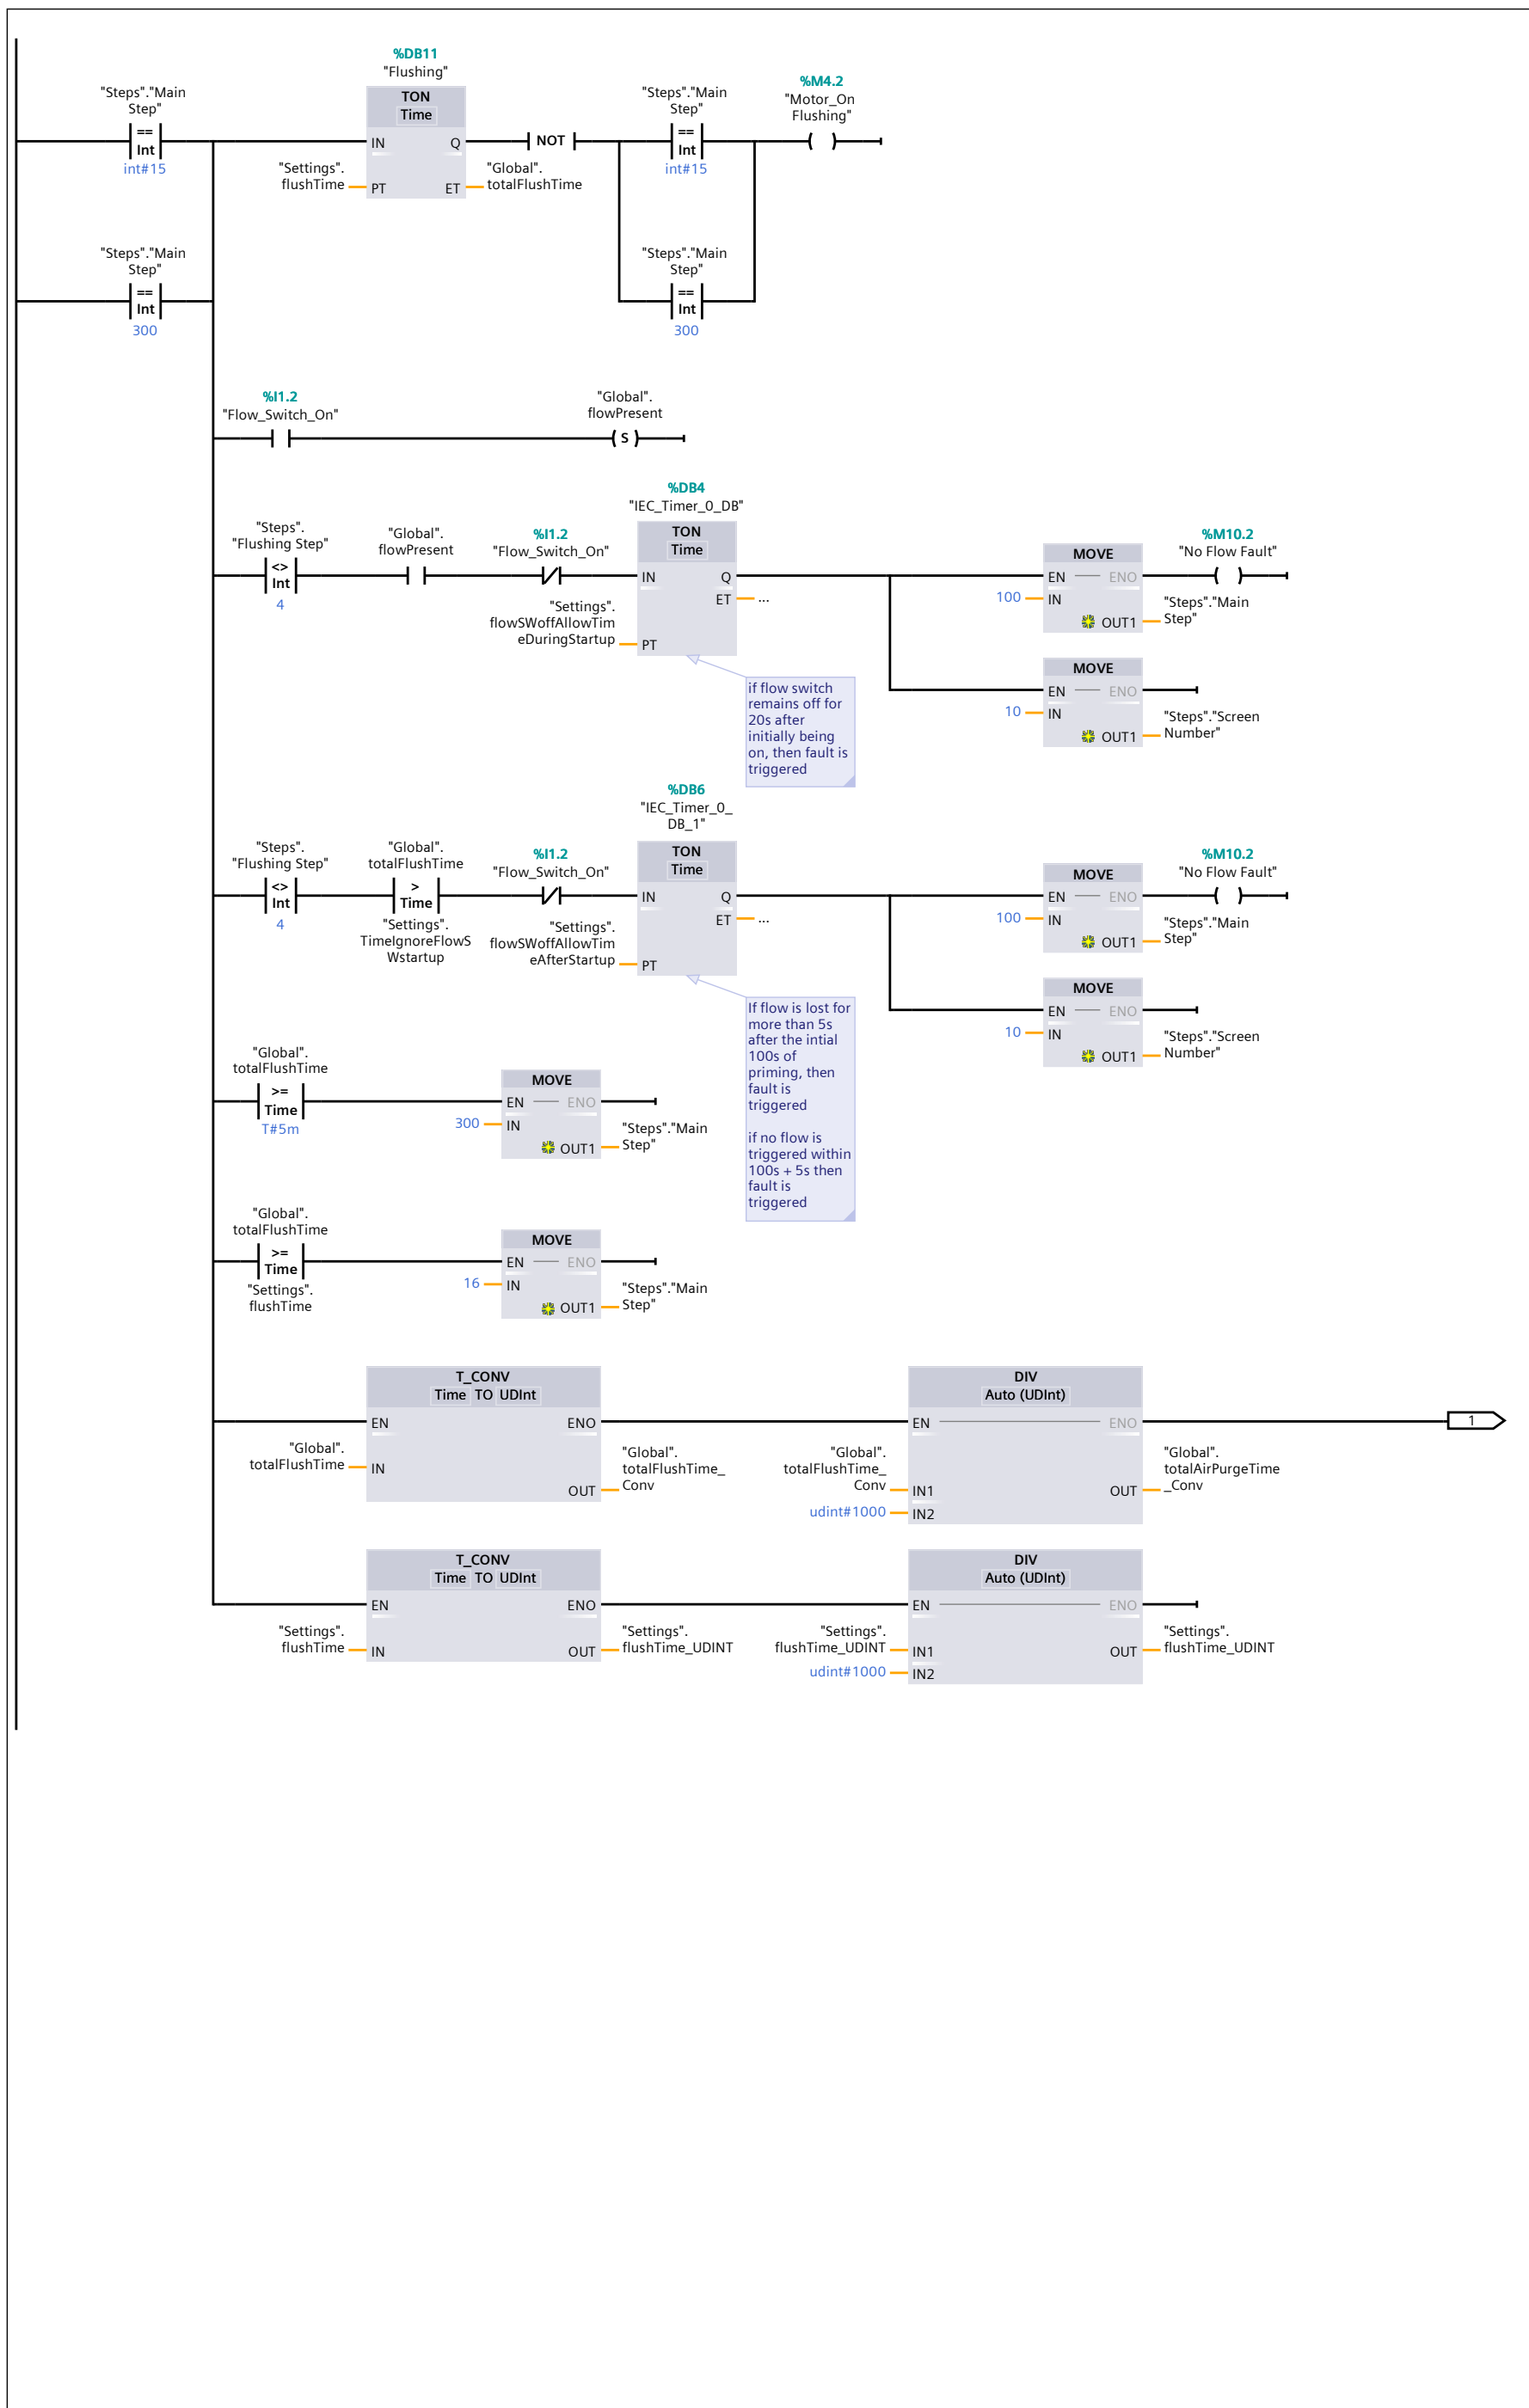 %DB11
"Flushing"
"Steps"."Main
Step"
==
Int
int#15
TON
Time
IN
Q
"Settings".
flushTime
PT
ET
"Global".
totalFlushTime
NOT
"Steps"."Main
Step"
==
Int
int#15
%M4.2
"Motor_On
Flushing"
"Steps"."Main
Step"
==
Int
300
"Steps"."Main
Step"
==
Int
300
%I1.2
"Flow_Switch_On"
"Global".
flowPresent
S
"Steps".
"Flushing Step"
<>
Int
4
"Global".
flowPresent
%I1.2
"Flow_Switch_On"
%DB4
"IEC_Timer_0_DB"
TON
Time
IN
Q
ET
...
"Settings".
flowSWoffAllowTim
eDuringStartup
PT
if flow switch
remains off for
20s after
initially being
on, then fault is
triggered
MOVE
EN
ENO
100
IN
OUT1
"Steps"."Main
Step"
%M10.2
"No Flow Fault"
MOVE
EN
ENO
10
IN
OUT1
"Steps"."Screen
Number"
"Steps".
"Flushing Step"
<>
Int
4
"Global".
totalFlushTime
>
Time
"Settings".
TimeIgnoreFlowS
Wstartup
%I1.2
"Flow_Switch_On"
%DB6
"IEC_Timer_0_
DB_1"
TON
Time
IN
Q
ET
...
"Settings".
flowSWoffAllowTim
eAfterStartup
PT
If flow is lost for
more than 5s
after the intial
100s of
priming, then
fault is
triggered
if no flow is
triggered within
100s + 5s then
fault is
triggered
MOVE
EN
ENO
100
IN
OUT1
"Steps"."Main
Step"
%M10.2
"No Flow Fault"
MOVE
EN
ENO
10
IN
OUT1
"Steps"."Screen
Number"
"Global".
totalFlushTime
>=
Time
T#5m
MOVE
EN
ENO
300
IN
OUT1
"Steps"."Main
Step"
"Global".
totalFlushTime
>=
Time
"Settings".
flushTime
MOVE
EN
ENO
16
IN
OUT1
"Steps"."Main
Step"
T_CONV
Time TO UDInt
EN
ENO
"Global".
totalFlushTime
IN
OUT
"Global".
totalFlushTime_
Conv
DIV
Auto (UDInt)
EN
ENO
"Global".
totalFlushTime_
Conv
IN1
udint#1000
IN2
OUT
"Global".
totalAirPurgeTime
_Conv
1
T_CONV
Time TO UDInt
EN
ENO
"Settings".
flushTime
IN
OUT
"Settings".
flushTime_UDINT
DIV
Auto (UDInt)
EN
ENO
"Settings".
flushTime_UDINT
IN1
udint#1000
IN2
OUT
"Settings".
flushTime_UDINT